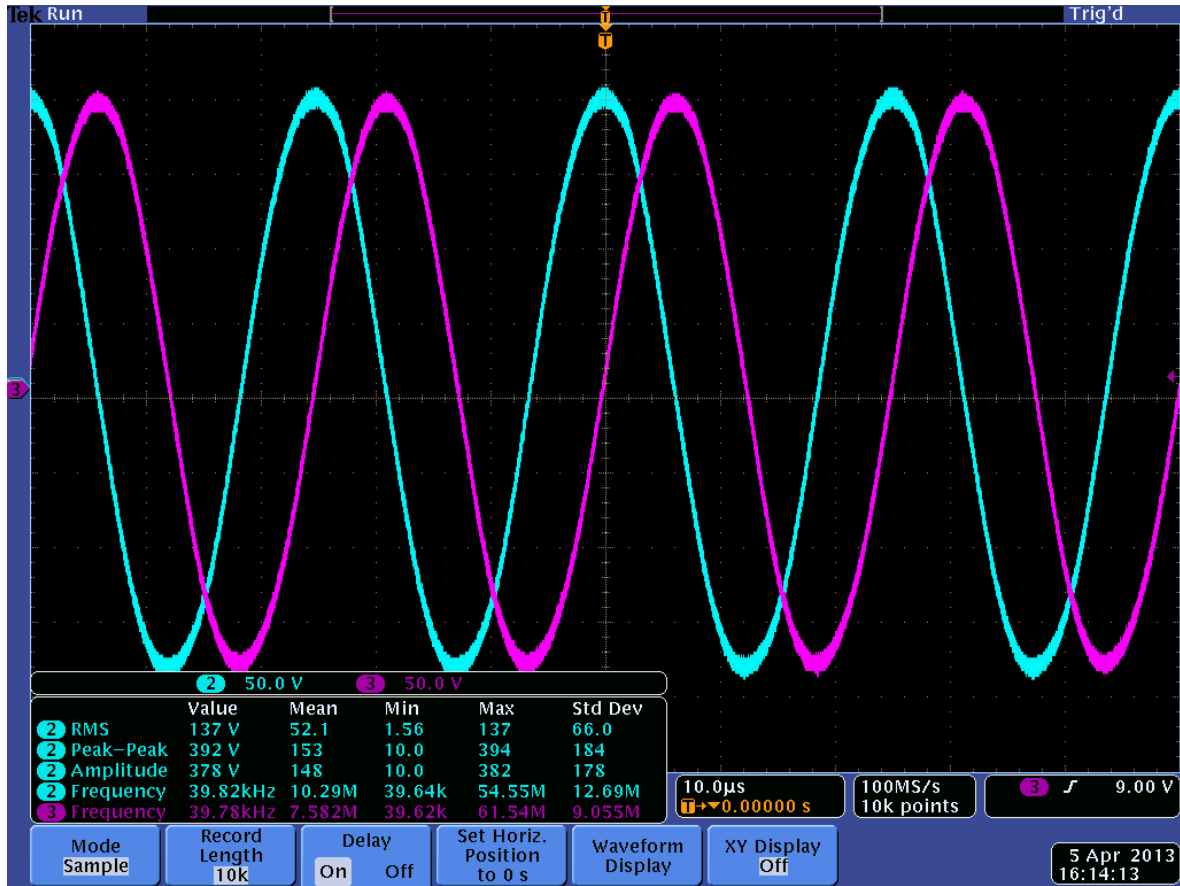 Tek Run Trig'd
T
T
3
2 50.0 V 3 50.0 V
Value Mean Min Max Std Dev
2 RMS 137 V 52.1 1.56 137 66.0
2 Peak-Peak 392 V 153 10.0 394 184
2 Amplitude 378 V 148 10.0 382 178
2 Frequency 39.82kHz 10.29M 39.64k 54.55M 12.69M
3 Frequency 39.78kHz 7.582M 39.62k 61.54M 9.055M
10.0µs
T→▼0.00000 s
100MS/s
10k points
3 ∫ 9.00 V
Mode
Sample
Record
Length
10k
Delay
On Off
Set Horiz.
Position
to 0 s
Waveform
Display
XY Display
Off
5 Apr 2013
16:14:13